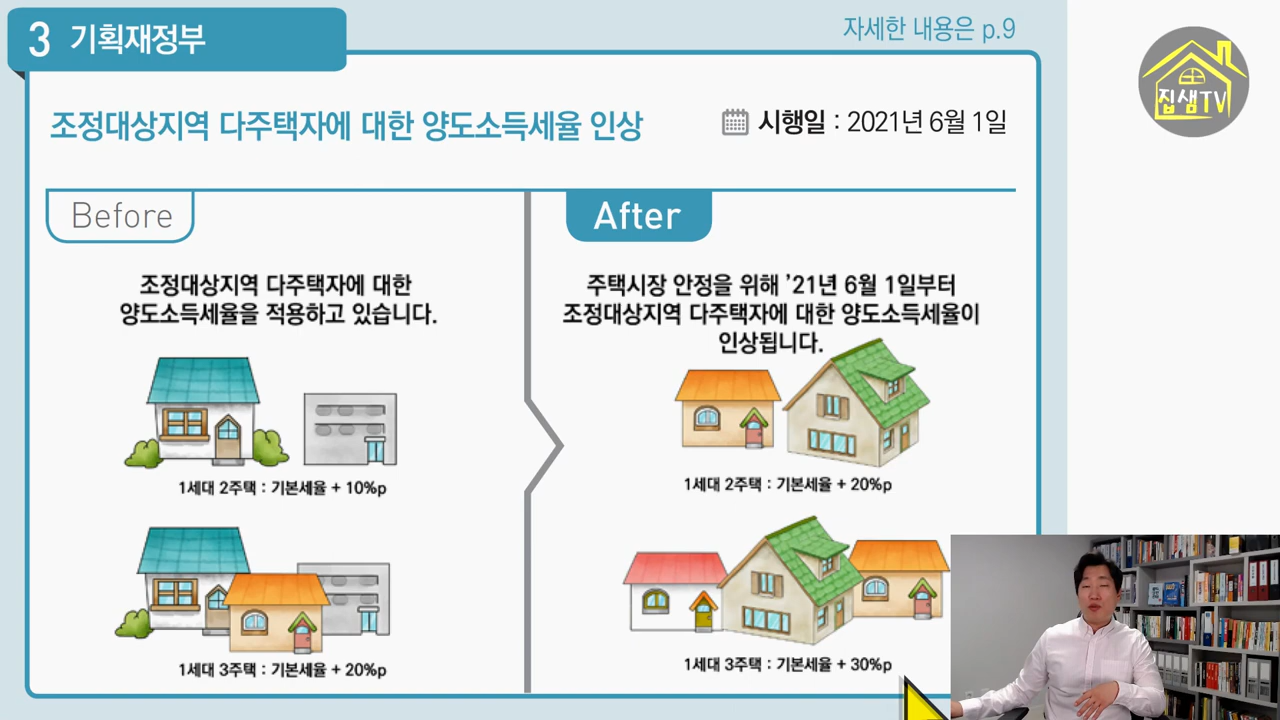 3 기획재정부
자세한 내용은 p.9
집샘TV
조정대상지역 다주택자에 대한 양도소득세율 인상
시행일 : 2021년 6월 1일
Before
조정대상지역 다주택자에 대한
양도소득세율을 적용하고 있습니다.
1세대 2주택 : 기본세율 + 10%p
1세대 3주택 : 기본세율 + 20%p
After
주택시장 안정을 위해 ’21년 6월 1일부터
조정대상지역 다주택자에 대한 양도소득세율이
인상됩니다.
1세대 2주택 : 기본세율 + 20%p
1세대 3주택 : 기본세율 + 30%p